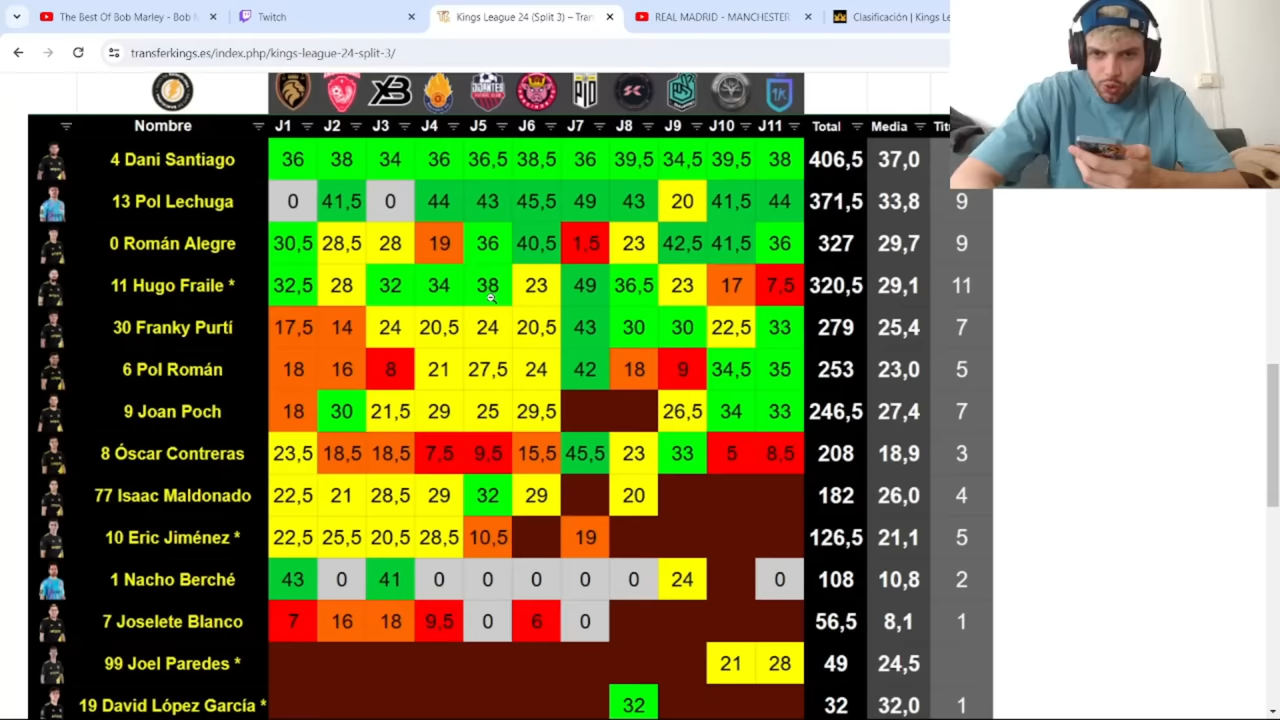 The Best Of Bob Marley - Bob M
Twitch
Kings League 24 (Split 3) – Tran
REAL MADRID - MANCHESTER
Clasificación | Kings Le
transferkings.es/index.php/kings-league-24-split-3/
XB PIO SK 1K
Nombre J1 J2 J3 J4 J5 J6 J7 J8 J9 J10 J11 Total Media Titu
4 Dani Santiago 36 38 34 36 36,5 38,5 36 39,5 34,5 39,5 38 406,5 37,0
13 Pol Lechuga 0 41,5 0 44 43 45,5 49 43 20 41,5 44 371,5 33,8 9
0 Román Alegre 30,5 28,5 28 19 36 40,5 1,5 23 42,5 41,5 36 327 29,7 9
11 Hugo Fraile * 32,5 28 32 34 38 23 49 36,5 23 17 7,5 320,5 29,1 11
30 Franky Purtí 17,5 14 24 20,5 24 20,5 43 30 30 22,5 33 279 25,4 7
6 Pol Román 18 16 8 21 27,5 24 42 18 9 34,5 35 253 23,0 5
9 Joan Poch 18 30 21,5 29 25 29,5 26,5 34 33 246,5 27,4 7
8 Óscar Contreras 23,5 18,5 18,5 7,5 9,5 15,5 45,5 23 33 5 8,5 208 18,9 3
77 Isaac Maldonado 22,5 21 28,5 29 32 29 20 182 26,0 4
10 Eric Jiménez * 22,5 25,5 20,5 28,5 10,5 19 126,5 21,1 5
1 Nacho Berché 43 0 41 0 0 0 0 0 24 0 108 10,8 2
7 Joselete Blanco 7 16 18 9,5 0 6 0 56,5 8,1 1
99 Joel Paredes * 21 28 49 24,5
19 David López García * 32 32 32,0 1